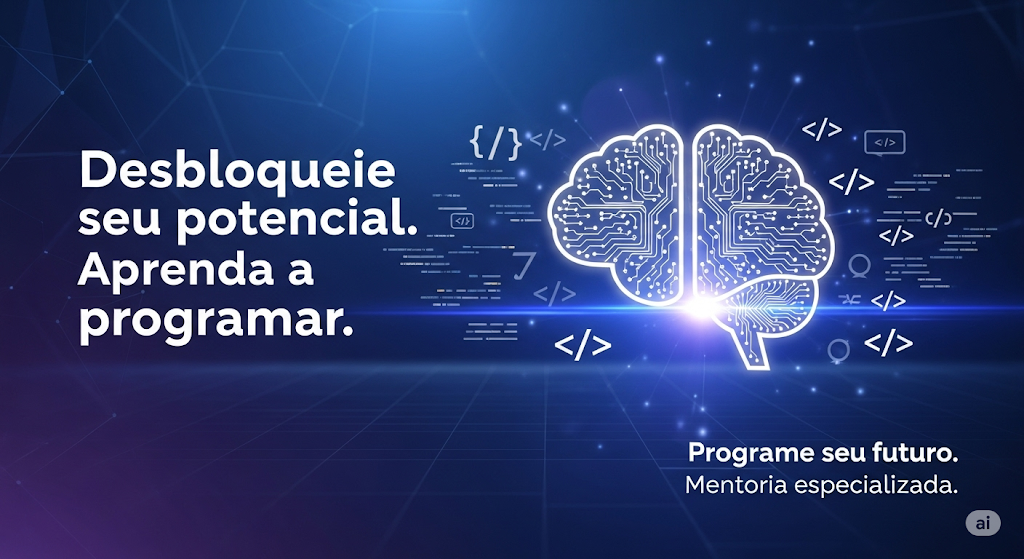 Desbloqueie
seu potencial.
Aprenda a
programar.
{/}
</>
</>
</>
</>
</>
</>
</>
</>
</>
</>
</>
</>
Programe seu futuro.
Mentoria especializada.
ai